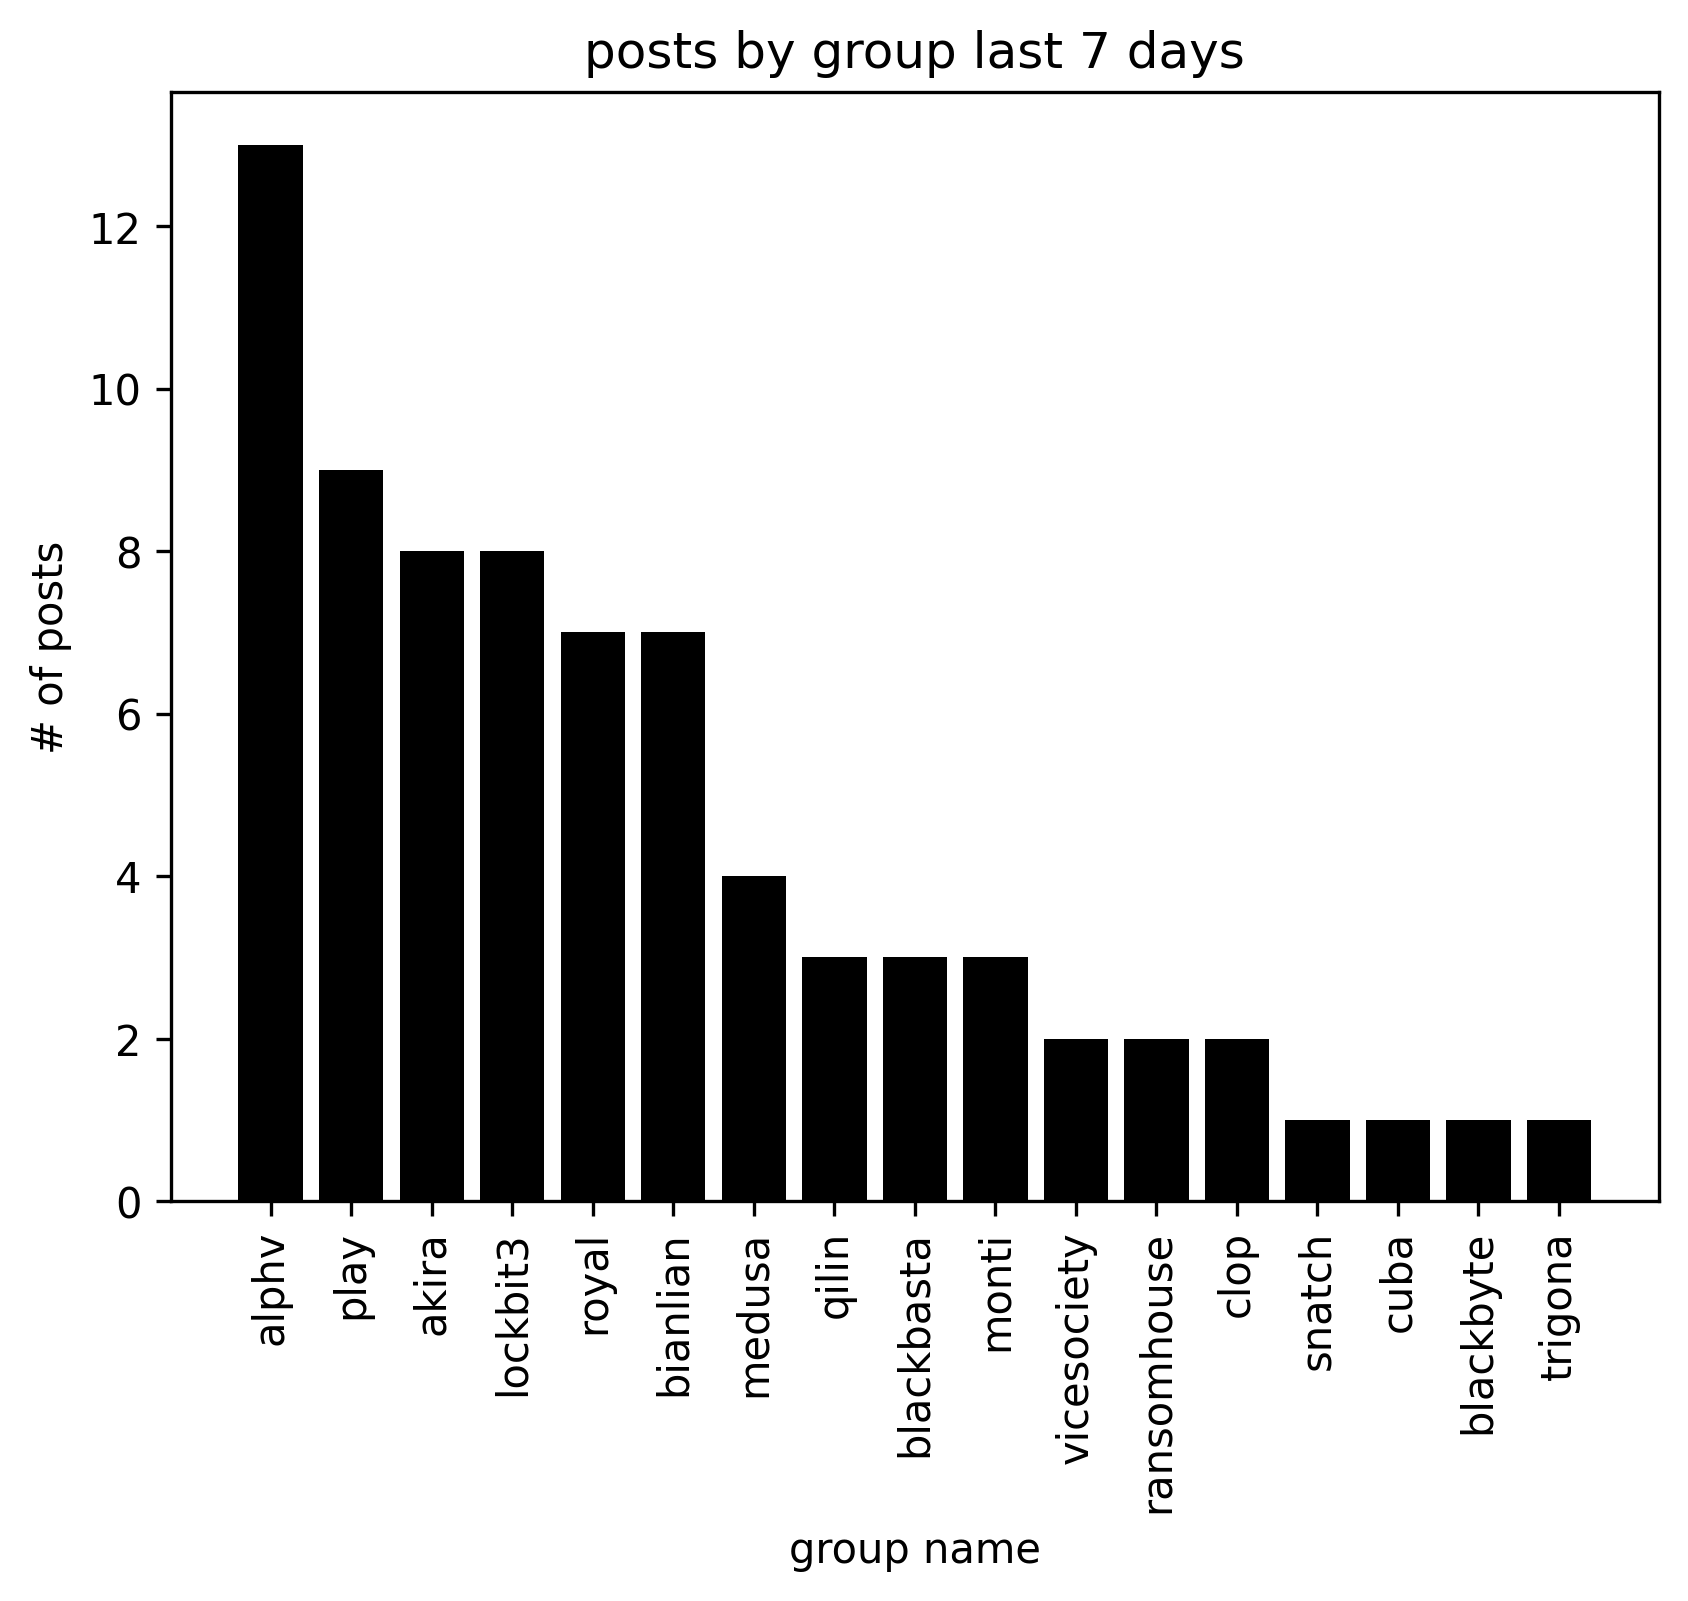 posts by group last 7 days
# of posts
12
10
8
6
4
2
0
alphv
play
akira
lockbit3
royal
bianlian
medusa
qilin
blackbasta
monti
vicesociety
ransomhouse
clop
snatch
cuba
blackbyte
trigona
group name